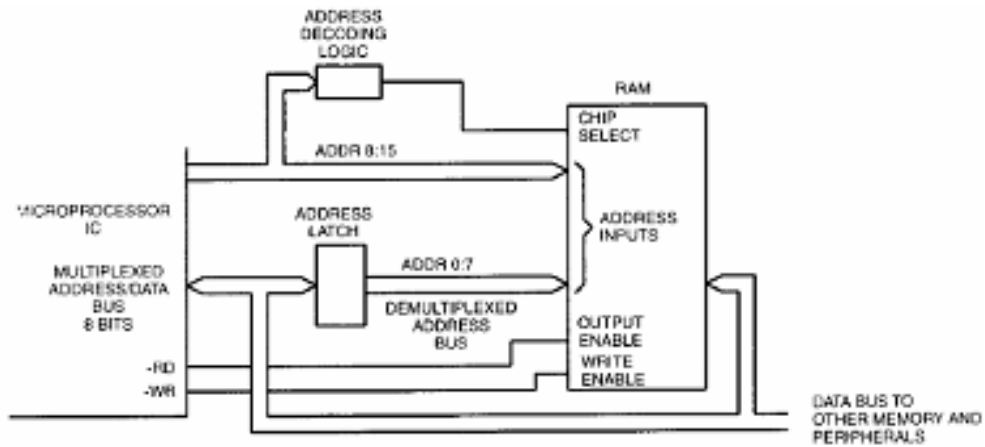 ADDRESS
DECODING
LOGIC
RAM
CHIP
SELECT
ADDR 8:15
MICROPROCESSOR
IC
ADDRESS
LATCH
ADDRESS
INPUTS
ADDR 0:7
MULTIPLEXED
ADDRESS/DATA
BUS
8 BITS
DEMULTIPLEXED
ADDRESS
BUS
OUTPUT
ENABLE
-RD
WRITE
ENABLE
-WR
DATA BUS TO
OTHER MEMORY AND
PERIPHERALS